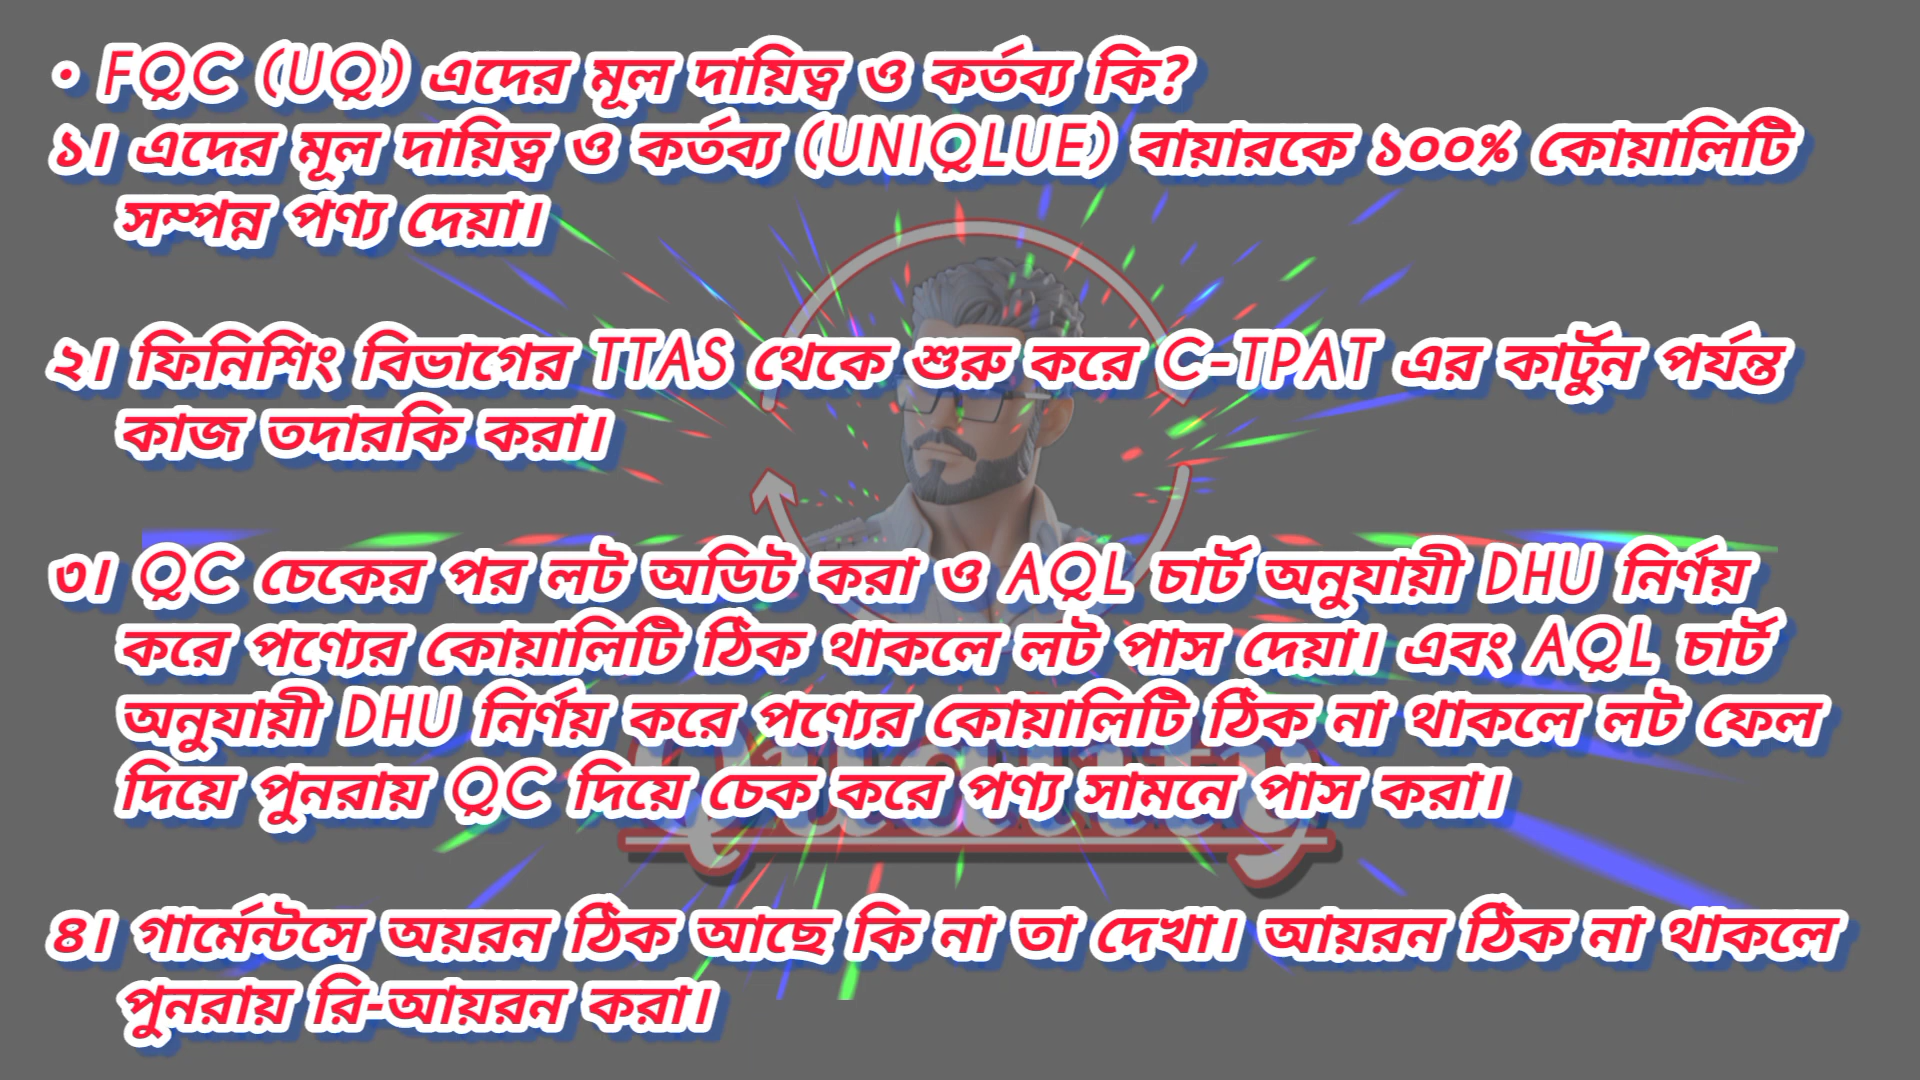 • FQC (UQ) এদের মূল দায়িত্ব ও কর্তব্য কি?
১। এদের মূল দায়িত্ব ও কর্তব্য (UNIQLUE) বায়ারকে ১০০% কোয়ালিটি
সম্পন্ন পণ্য দেয়া।
২। ফিনিশিং বিভাগের TTAS থেকে শুরু করে C-TPAT এর কার্টুন পর্যন্ত
কাজ তদারকি করা।
৩। QC চেকের পর লট অডিট করা ও AQL চার্ট অনুযায়ী DHU নির্ণয়
করে পণ্যের কোয়ালিটি ঠিক থাকলে লট পাস দেয়া। এবং AQL চার্ট
অনুযায়ী DHU নির্ণয় করে পণ্যের কোয়ালিটি ঠিক না থাকলে লট ফেল
দিয়ে পুনরায় QC দিয়ে চেক করে পণ্য সামনে পাস করা।
Quality
৪। গার্মেন্টসে অয়রন ঠিক আছে কি না তা দেখা। আয়রন ঠিক না থাকলে
পুনরায় রি-আয়রন করা।